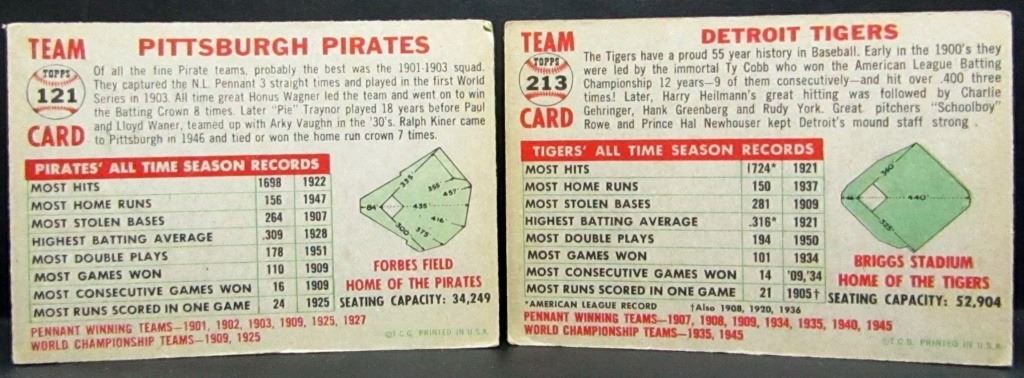 TEAM
TOPPS
121
CARD
PITTSBURGH PIRATES
Of all the fine Pirate teams, probably the best was the 1901-1903 squad.
They captured the N.L. Pennant 3 straight times and played in the first World
Series in 1903. All time great Honus Wagner led the team and went on to win
the Batting Crown 8 times. Later "Pie" Traynor played 18 years before Paul
and Lloyd Waner, teamed up with Arky Vaughn in the '30's. Ralph Kiner came
to Pittsburgh in 1946 and tied or won the home run crown 7 times.
PIRATES' ALL TIME SEASON RECORDS
MOST HITS 1698 1922
MOST HOME RUNS 156 1947
MOST STOLEN BASES 264 1907
HIGHEST BATTING AVERAGE .309 1928
MOST DOUBLE PLAYS 178 1951
MOST GAMES WON 110 1909
MOST CONSECUTIVE GAMES WON 16 1909
MOST RUNS SCORED IN ONE GAME 24 1925
335'
355'
457'
84'
435'
416'
300'
375'
FORBES FIELD
HOME OF THE PIRATES
SEATING CAPACITY: 34,249
PENNANT WINNING TEAMS—1901, 1902, 1903, 1909, 1925, 1927
WORLD CHAMPIONSHIP TEAMS—1909, 1925
©T.C.G. PRINTED IN U.S.A.
TEAM
TOPPS
213
CARD
DETROIT TIGERS
The Tigers have a proud 55 year history in Baseball. Early in the 1900's they
were led by the immortal Ty Cobb who won the American League Batting
Championship 12 years—9 of them consecutively—and hit over .400 three
times! Later, Harry Heilmann's great hitting was followed by Charlie
Gehringer, Hank Greenberg and Rudy York. Great pitchers "Schoolboy"
Rowe and Prince Hal Newhouser kept Detroit's mound staff strong .
TIGERS' ALL TIME SEASON RECORDS
MOST HITS 1724* 1921
MOST HOME RUNS 150 1937
MOST STOLEN BASES 281 1909
HIGHEST BATTING AVERAGE .316* 1921
MOST DOUBLE PLAYS 194 1950
MOST GAMES WON 101 1934
MOST CONSECUTIVE GAMES WON 14 '09,'34
MOST RUNS SCORED IN ONE GAME 21 1905†
*AMERICAN LEAGUE RECORD †Also 1908, 1920, 1936
340'
440'
325'
BRIGGS STADIUM
HOME OF THE TIGERS
SEATING CAPACITY: 52,904
PENNANT WINNING TEAMS—1907, 1908, 1909, 1934, 1935, 1940, 1945
WORLD CHAMPIONSHIP TEAMS—1935, 1945
©T.C.G. PRINTED IN U.S.A.